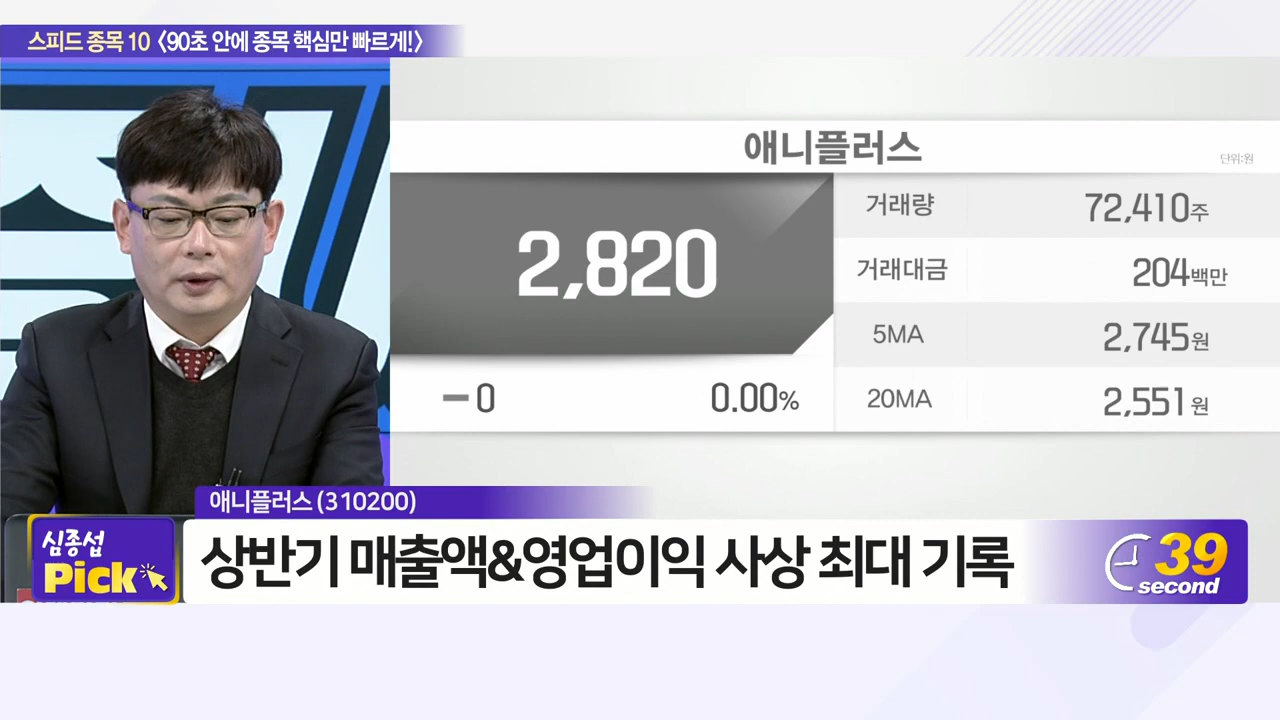 스피드 종목 10 〈90초 안에 종목 핵심만 빠르게!〉
애니플러스
단위:원
2,820
0 0.00%
거래량 72,410주
거래대금 204백만
5MA 2,745원
20MA 2,551원
애니플러스 (310200)
심종섭
Pick
상반기 매출액&영업이익 사상 최대 기록
39
second